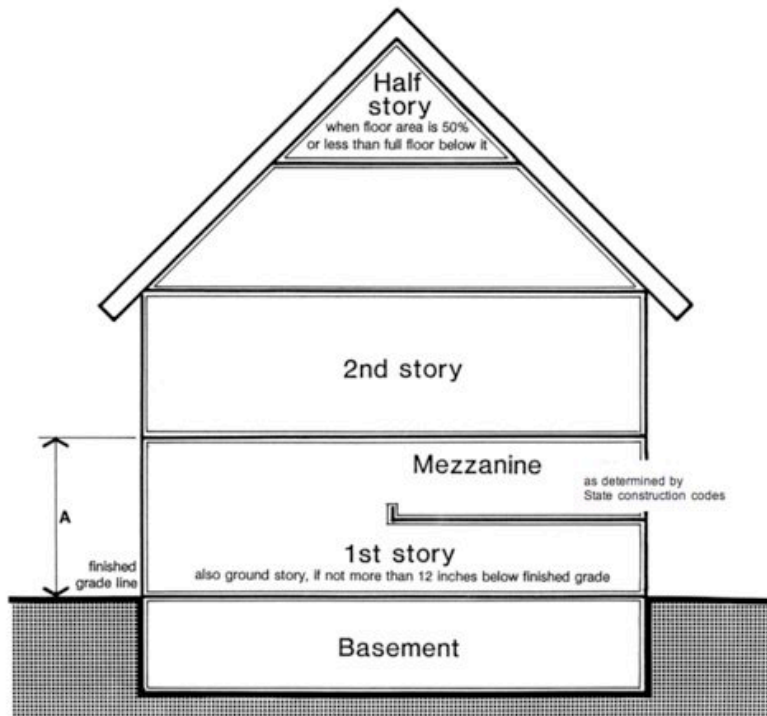 Half
story
when floor area is 50%
or less than full floor below it
2nd story
Mezzanine
as determined by
State construction codes
A
1st story
also ground story, if not more than 12 inches below finished grade
finished
grade line
Basement